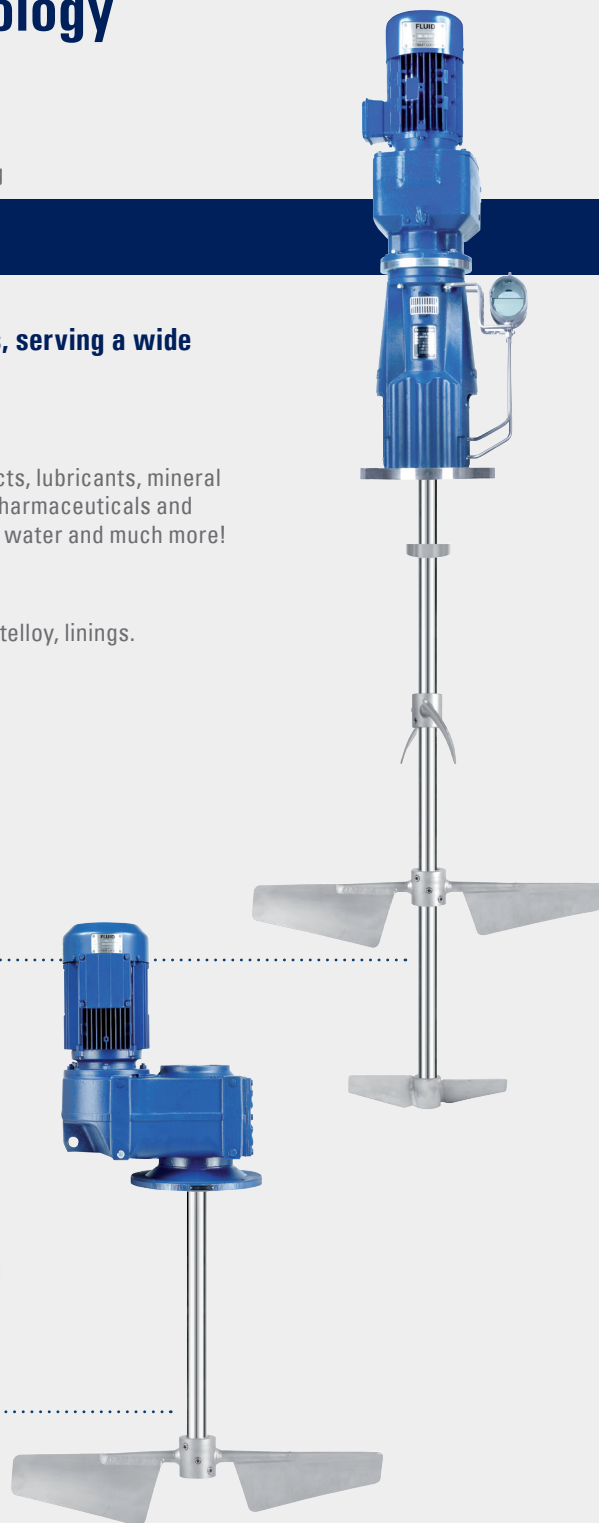 ology
g
s, serving a wide
cts, lubricants, mineral
harmaceuticals and
water and much more!
telloy, linings.
FLUID
FLUID